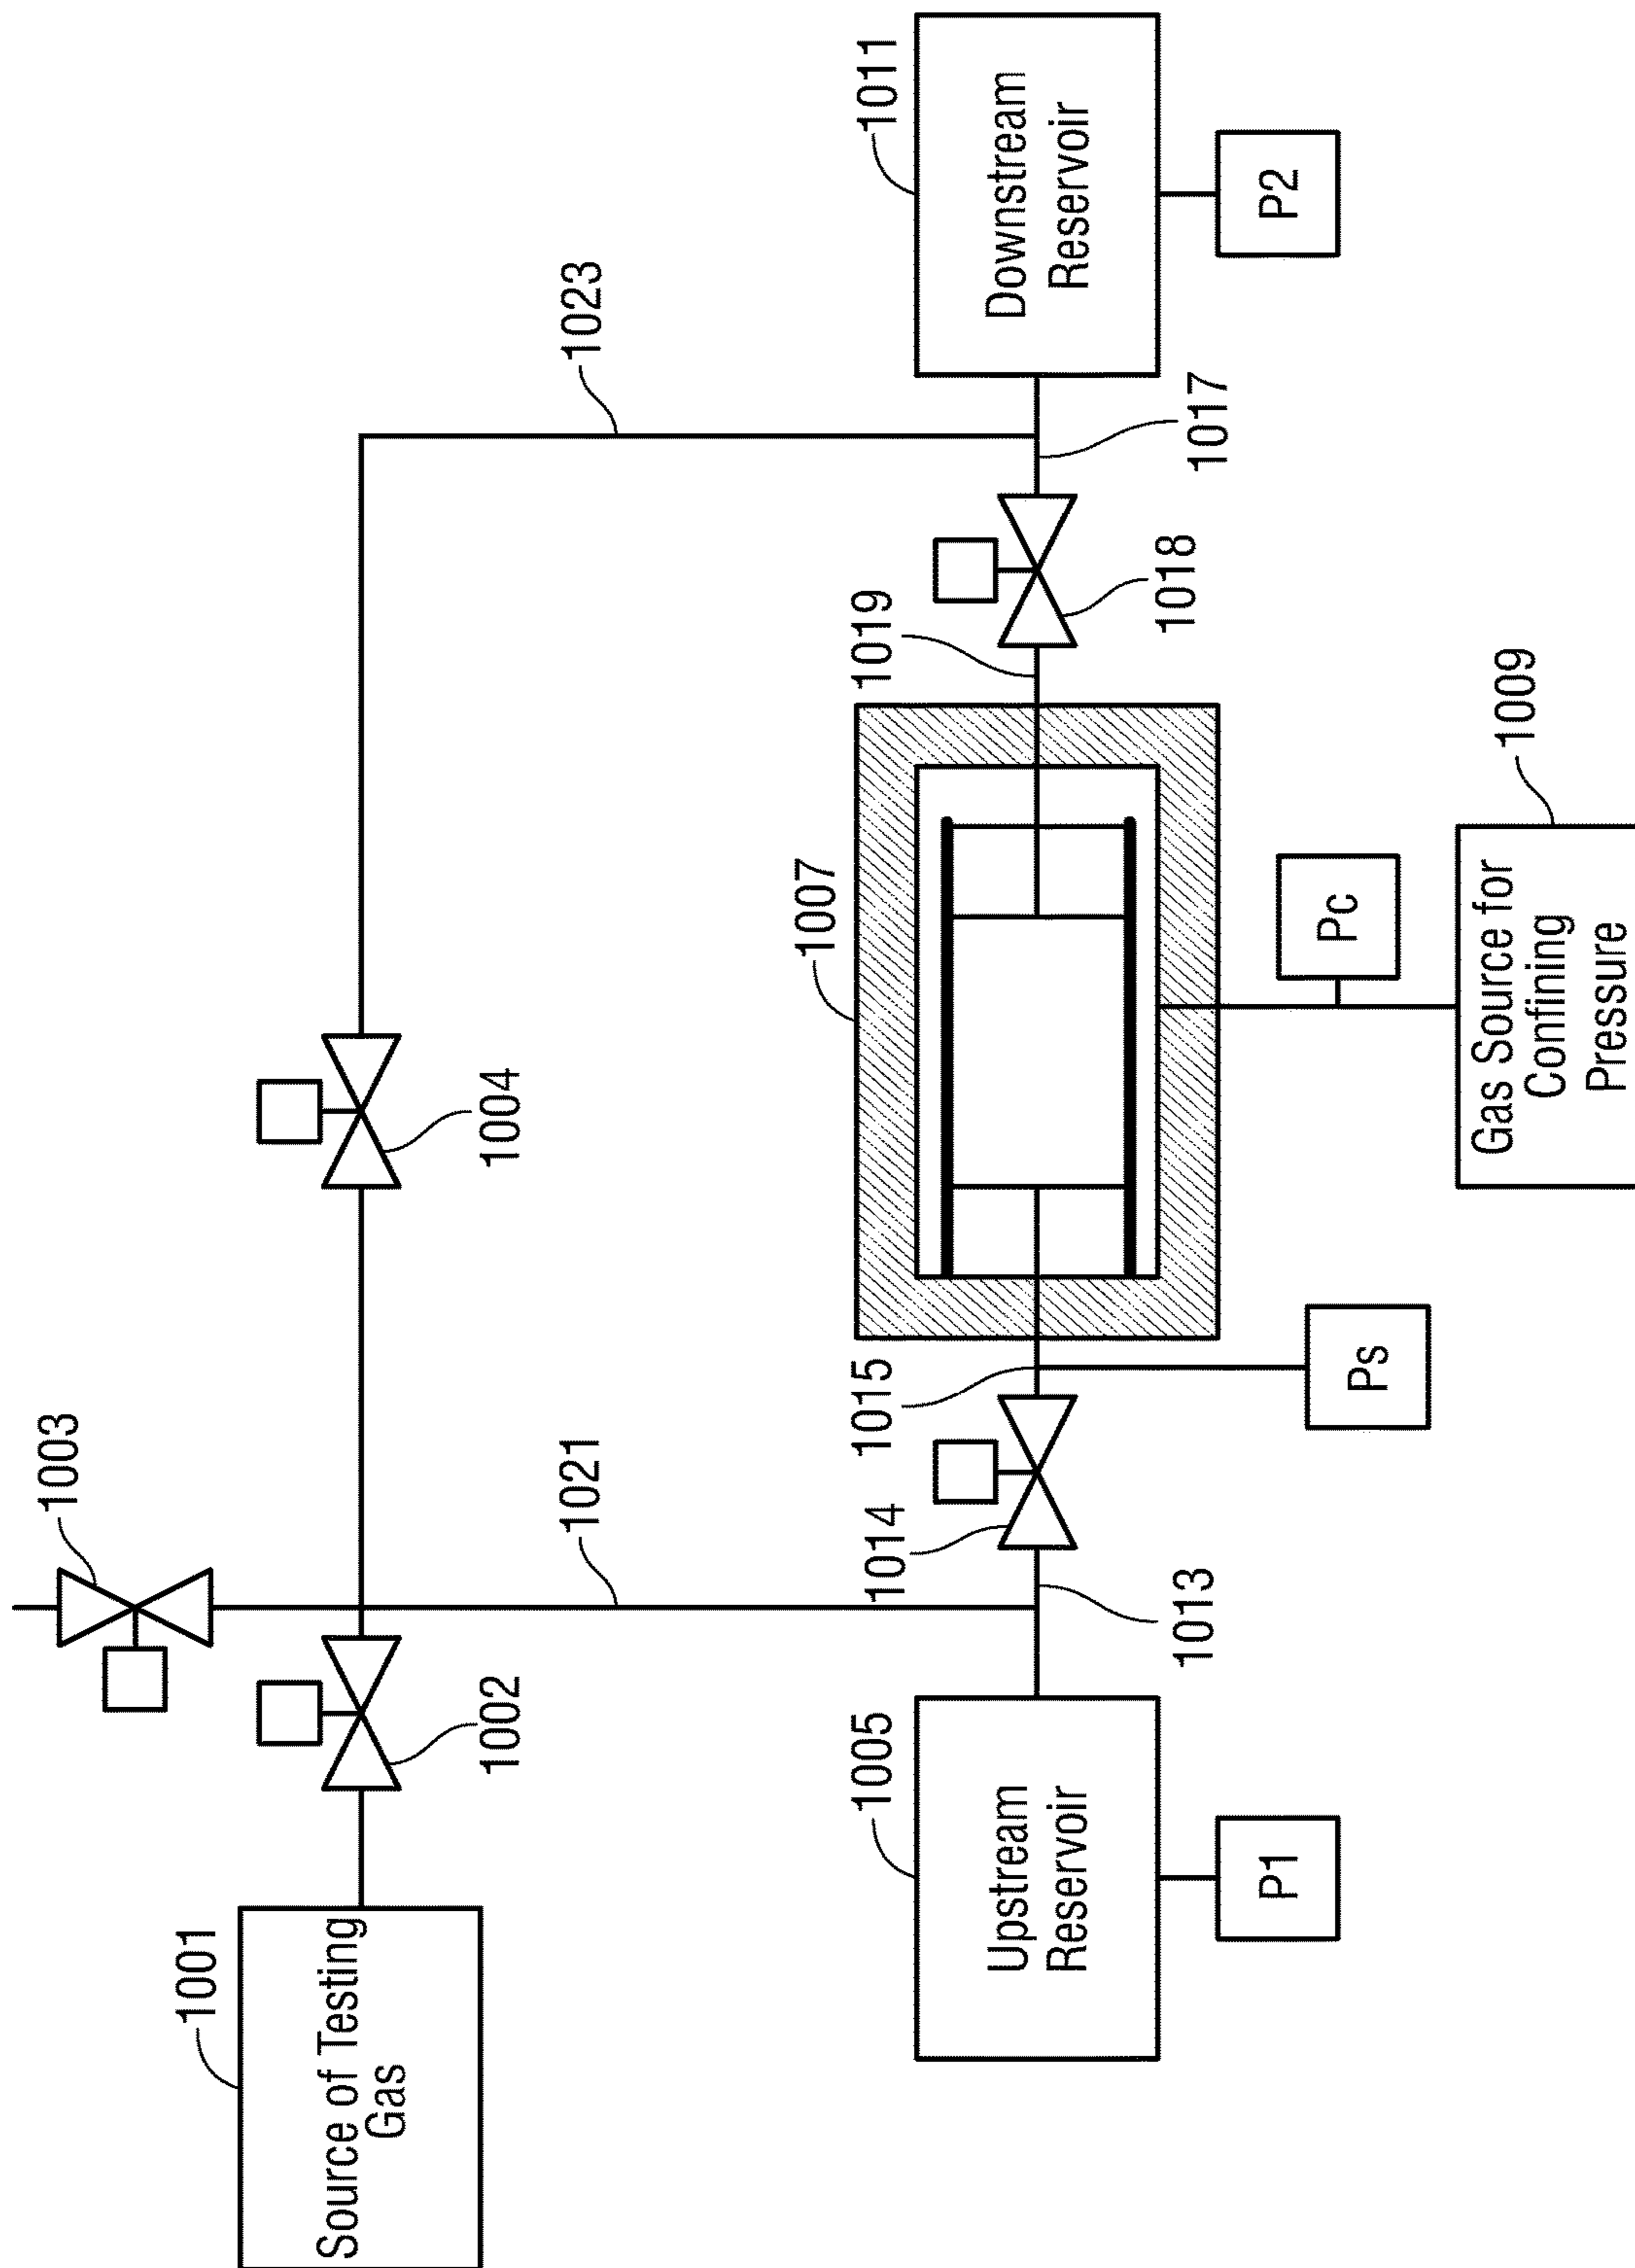 1003
1001
Source of Testing
Gas
1002
1004
1021
1023
1005
Upstream
Reservoir
P1
1013
1014
1015
Ps
1007
Pc
1009
Gas Source for
Confining
Pressure
1019
1018
1017
1011
Downstream
Reservoir
P2